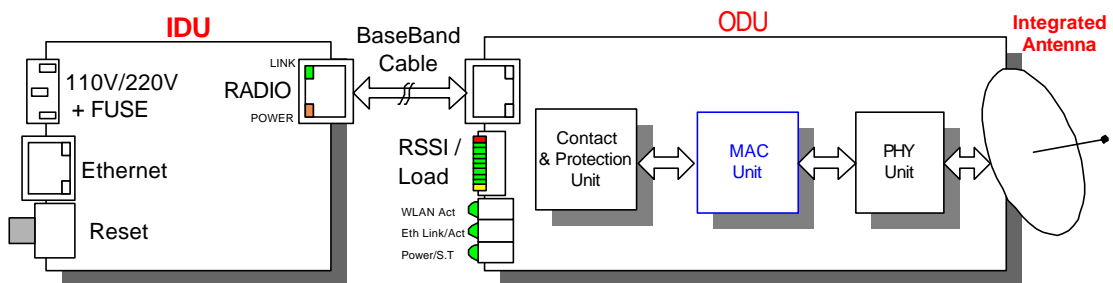 IDU
BaseBand
Cable
ODU
Integrated
Antenna
110V/220V
+ FUSE
LINK
RADIO
POWER
Ethernet
Reset
RSSI /
Load
WLAN Act
Eth Link/Act
Power/S.T
Contact
& Protection
Unit
MAC
Unit
PHY
Unit